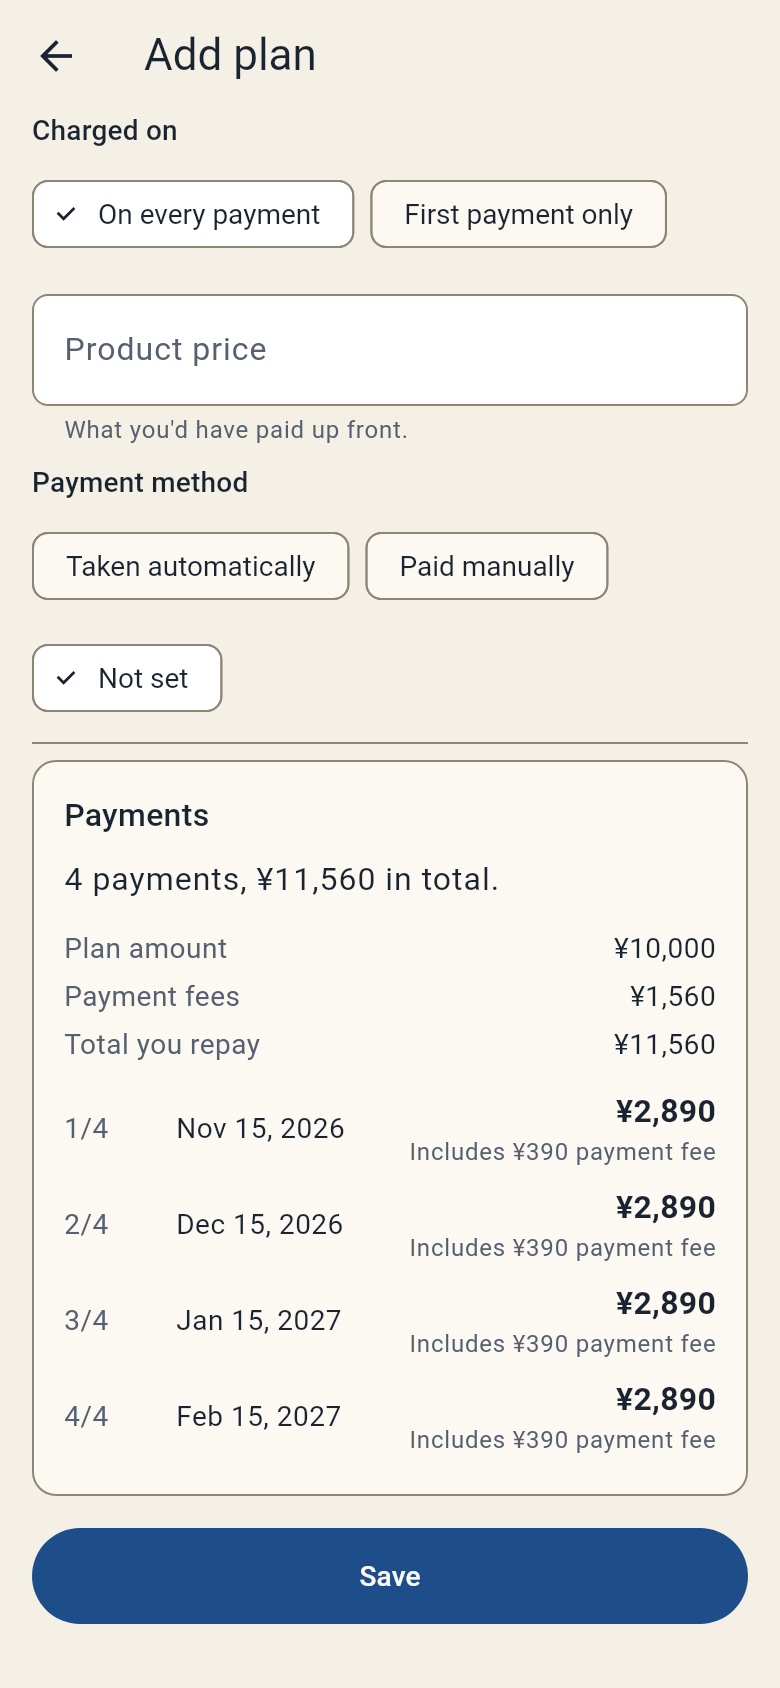 Add plan
Charged on
On every payment
First payment only
Product price
What you'd have paid up front.
Payment method
Taken automatically
Paid manually
Not set
Payments
4 payments, ¥11,560 in total.
Plan amount ¥10,000
Payment fees ¥1,560
Total you repay ¥11,560
1/4 Nov 15, 2026 ¥2,890
Includes ¥390 payment fee
2/4 Dec 15, 2026 ¥2,890
Includes ¥390 payment fee
3/4 Jan 15, 2027 ¥2,890
Includes ¥390 payment fee
4/4 Feb 15, 2027 ¥2,890
Includes ¥390 payment fee
Save